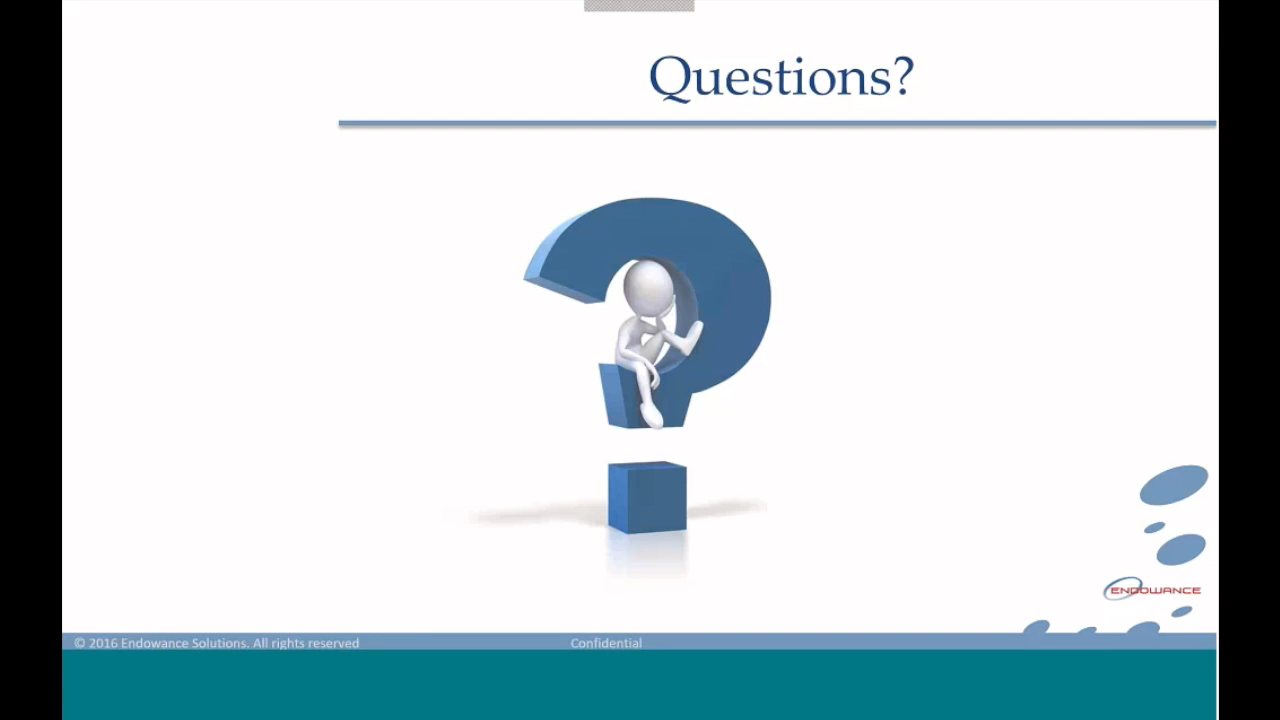 Questions?
ENDOWANCE
© 2016 Endowance Solutions. All rights reserved
Confidential